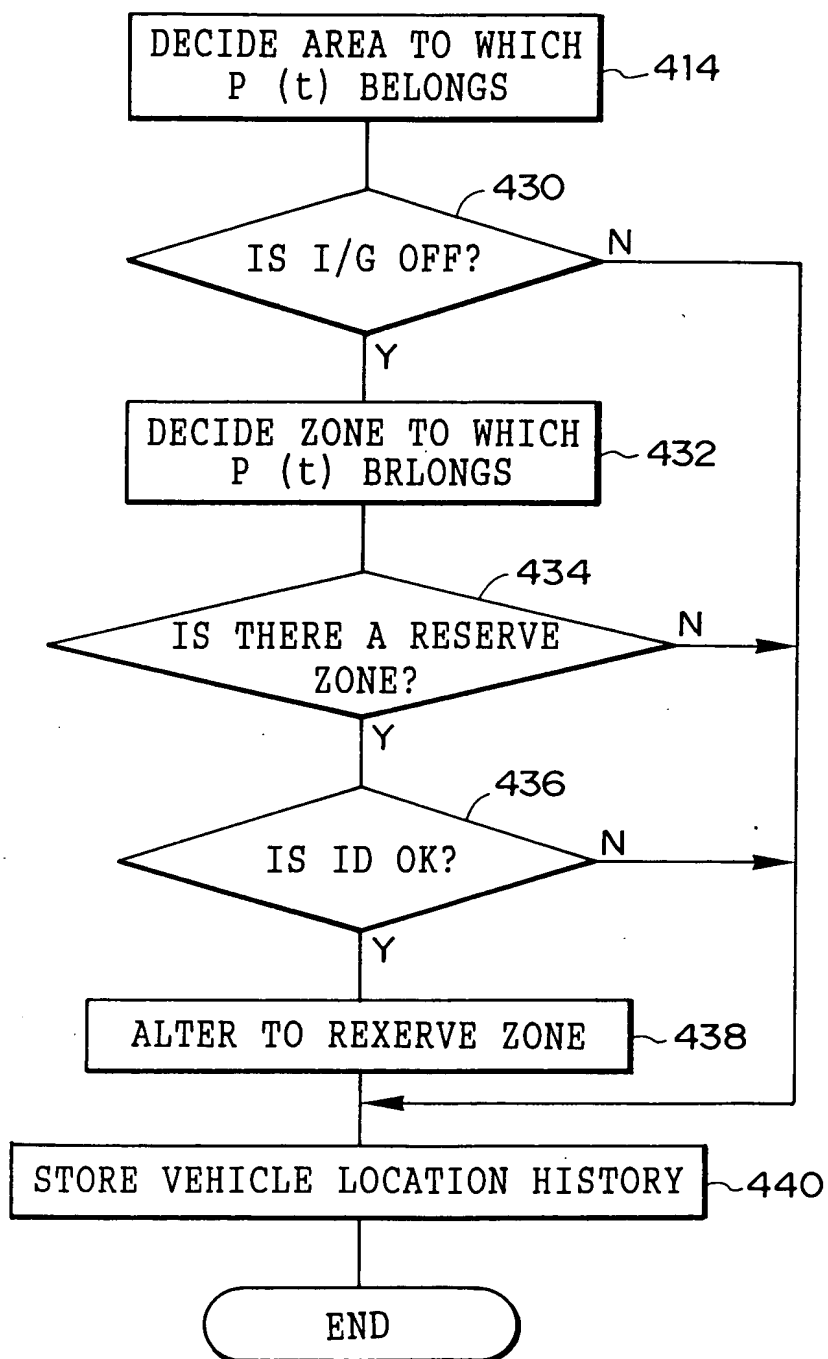 DECIDE AREA TO WHICH
P (t) BELONGS
414
430
IS I/G OFF?
N
Y
DECIDE ZONE TO WHICH
P (t) BRLONGS
432
434
IS THERE A RESERVE
ZONE?
N
Y
436
IS ID OK?
N
Y
ALTER TO REXERVE ZONE
438
STORE VEHICLE LOCATION HISTORY
440
END